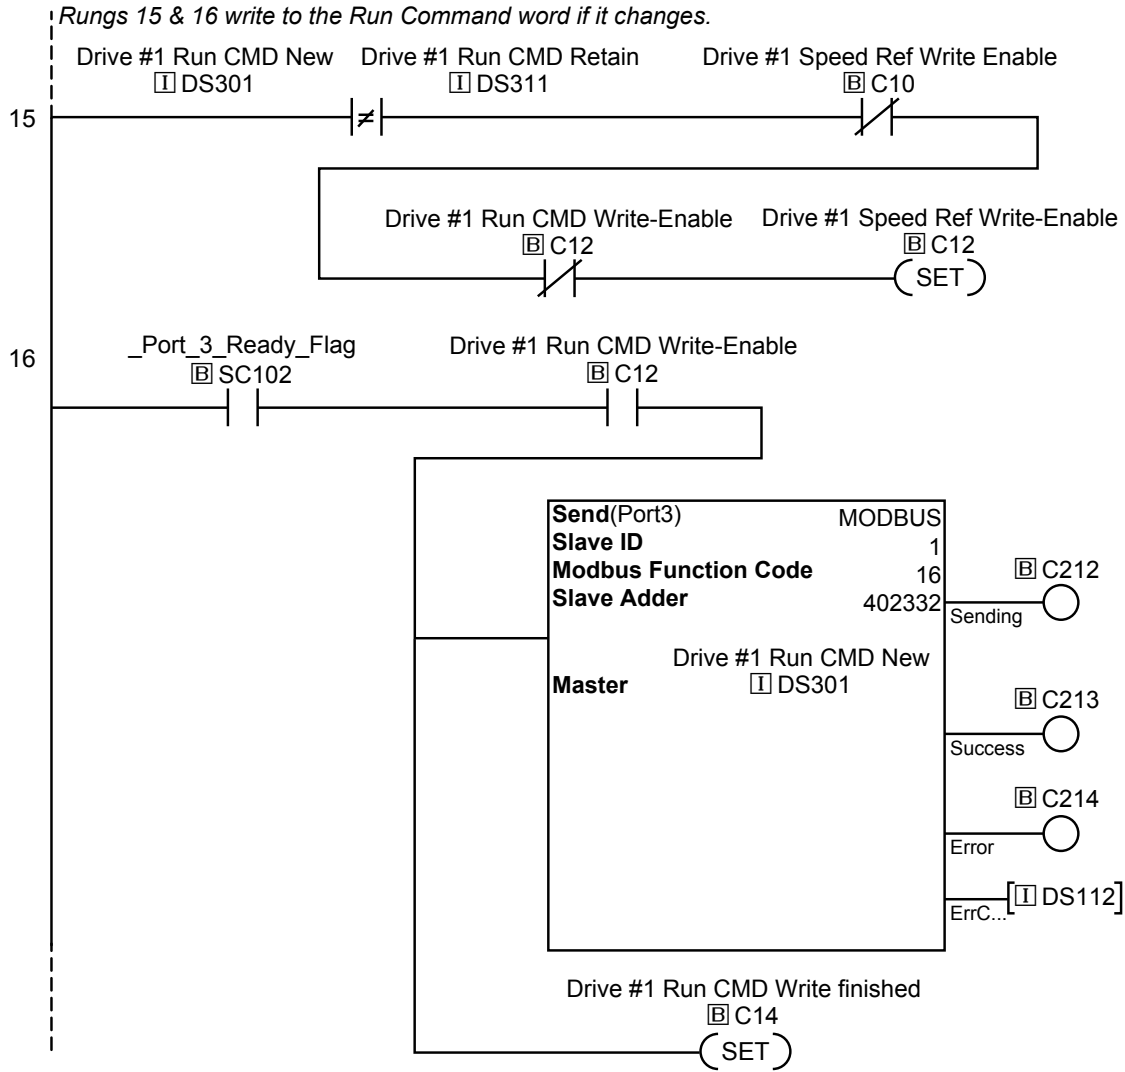 Rungs 15 & 16 write to the Run Command word if it changes.
Drive #1 Run CMD New Drive #1 Run CMD Retain Drive #1 Speed Ref Write Enable
I DS301 I DS311 B C10
15
≠
Drive #1 Run CMD Write-Enable Drive #1 Speed Ref Write-Enable
B C12 B C12
SET
16
_Port_3_Ready_Flag Drive #1 Run CMD Write-Enable
B SC102 B C12
Send(Port3) MODBUS
Slave ID 1
Modbus Function Code 16
Slave Adder 402332
B C212
Sending
Drive #1 Run CMD New
Master I DS301
B C213
Success
B C214
Error
[I DS112]
ErrC...
Drive #1 Run CMD Write finished
B C14
SET